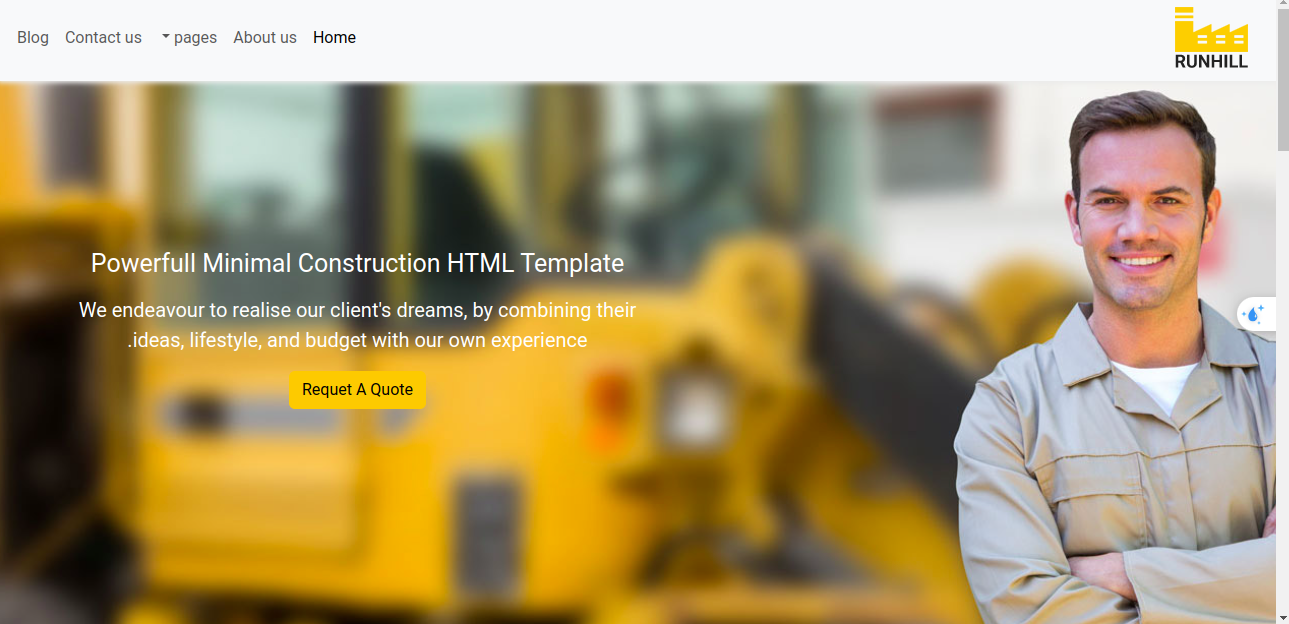 Blog Contact us pages About us Home
RUNHILL
Powerfull Minimal Construction HTML Template
We endeavour to realise our client's dreams, by combining their
.ideas, lifestyle, and budget with our own experience
Requet A Quote